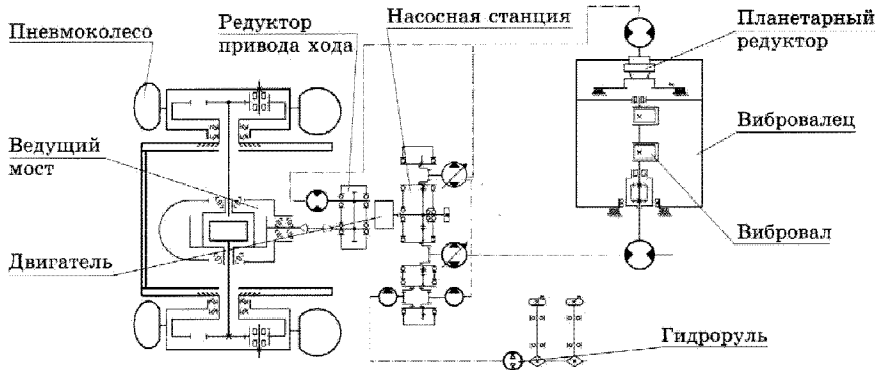 Пневмоколесо
Редуктор
привода хода
Насосная станция
Планетарный
редуктор
Ведущий
мост
Вибровалец
Двигатель
Вибровал
Гидроруль